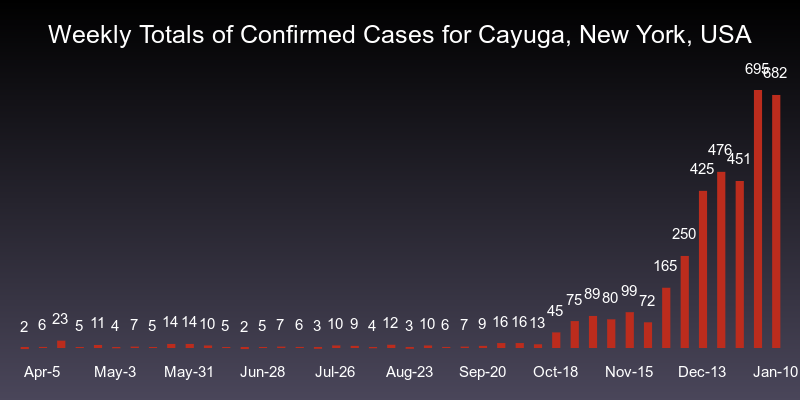 Weekly Totals of Confirmed Cases for Cayuga, New York, USA
2 6 23 5 11 4 7 5 14 14 10 5 2 5 7 6 3 10 9 4 12 3 10 6 7 9 16 16 13 45 75 89 80 99 72 165 250 425 476 451 695 682
Apr-5 May-3 May-31 Jun-28 Jul-26 Aug-23 Sep-20 Oct-18 Nov-15 Dec-13 Jan-10